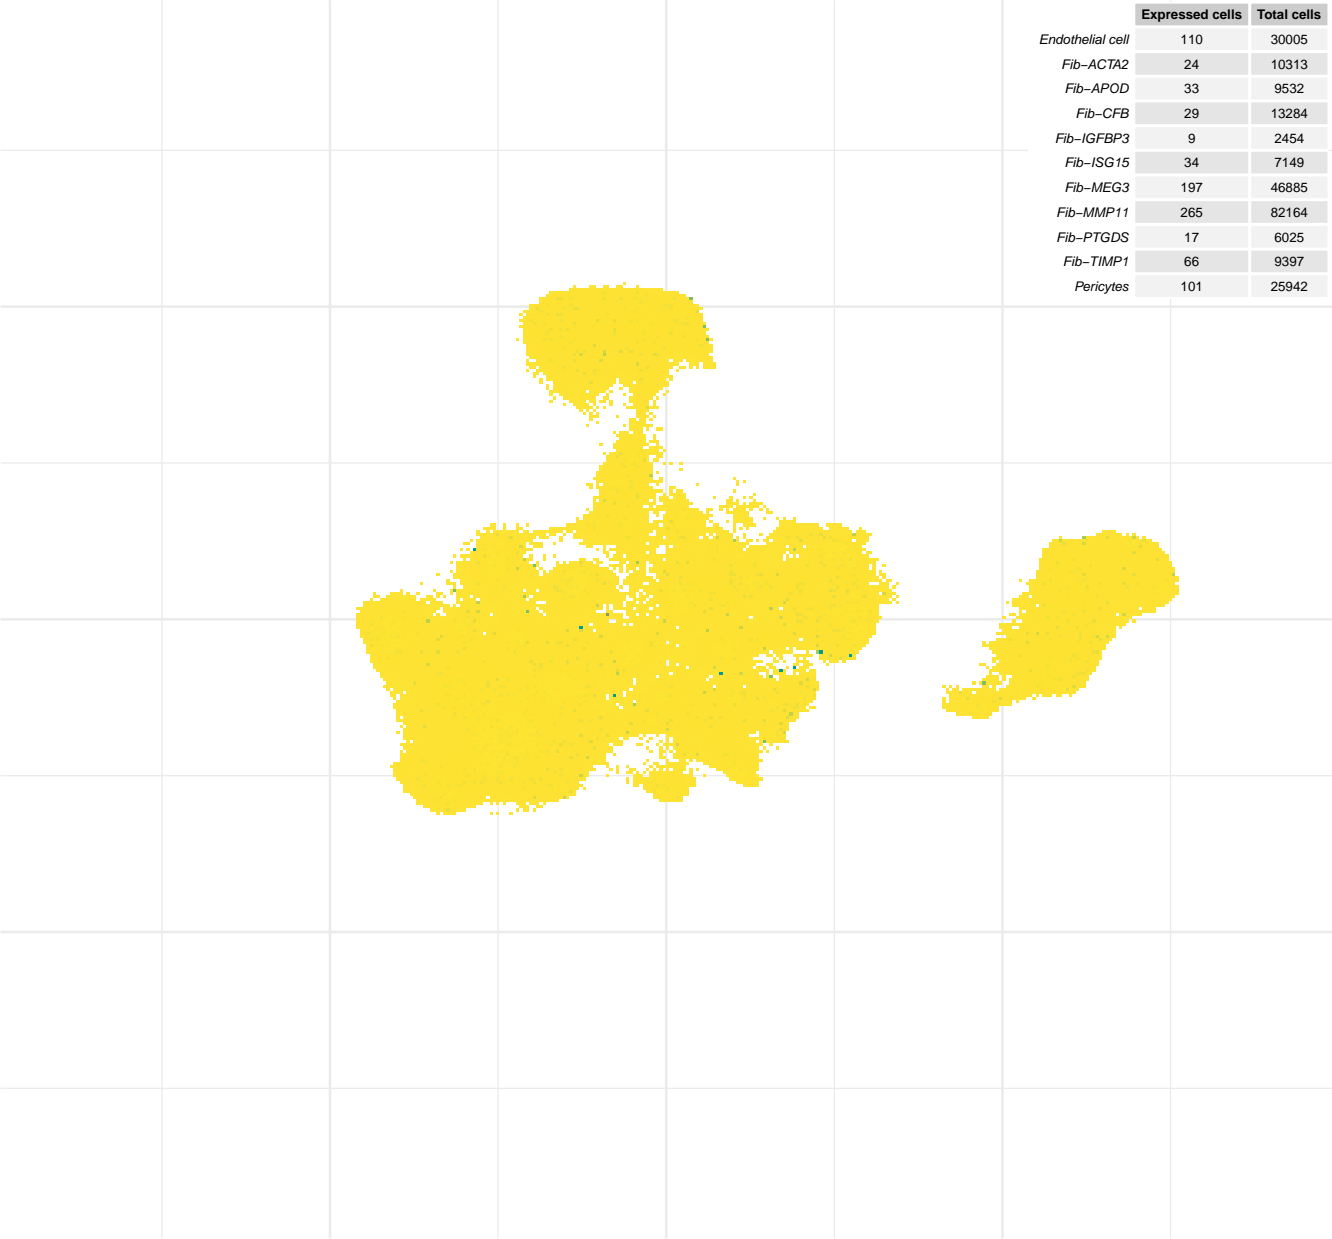 Expressed cells Total cells
Endothelial cell 110 30005
Fib−ACTA2 24 10313
Fib−APOD 33 9532
Fib−CFB 29 13284
Fib−IGFBP3 9 2454
Fib−ISG15 34 7149
Fib−MEG3 197 46885
Fib−MMP11 265 82164
Fib−PTGDS 17 6025
Fib−TIMP1 66 9397
Pericytes 101 25942